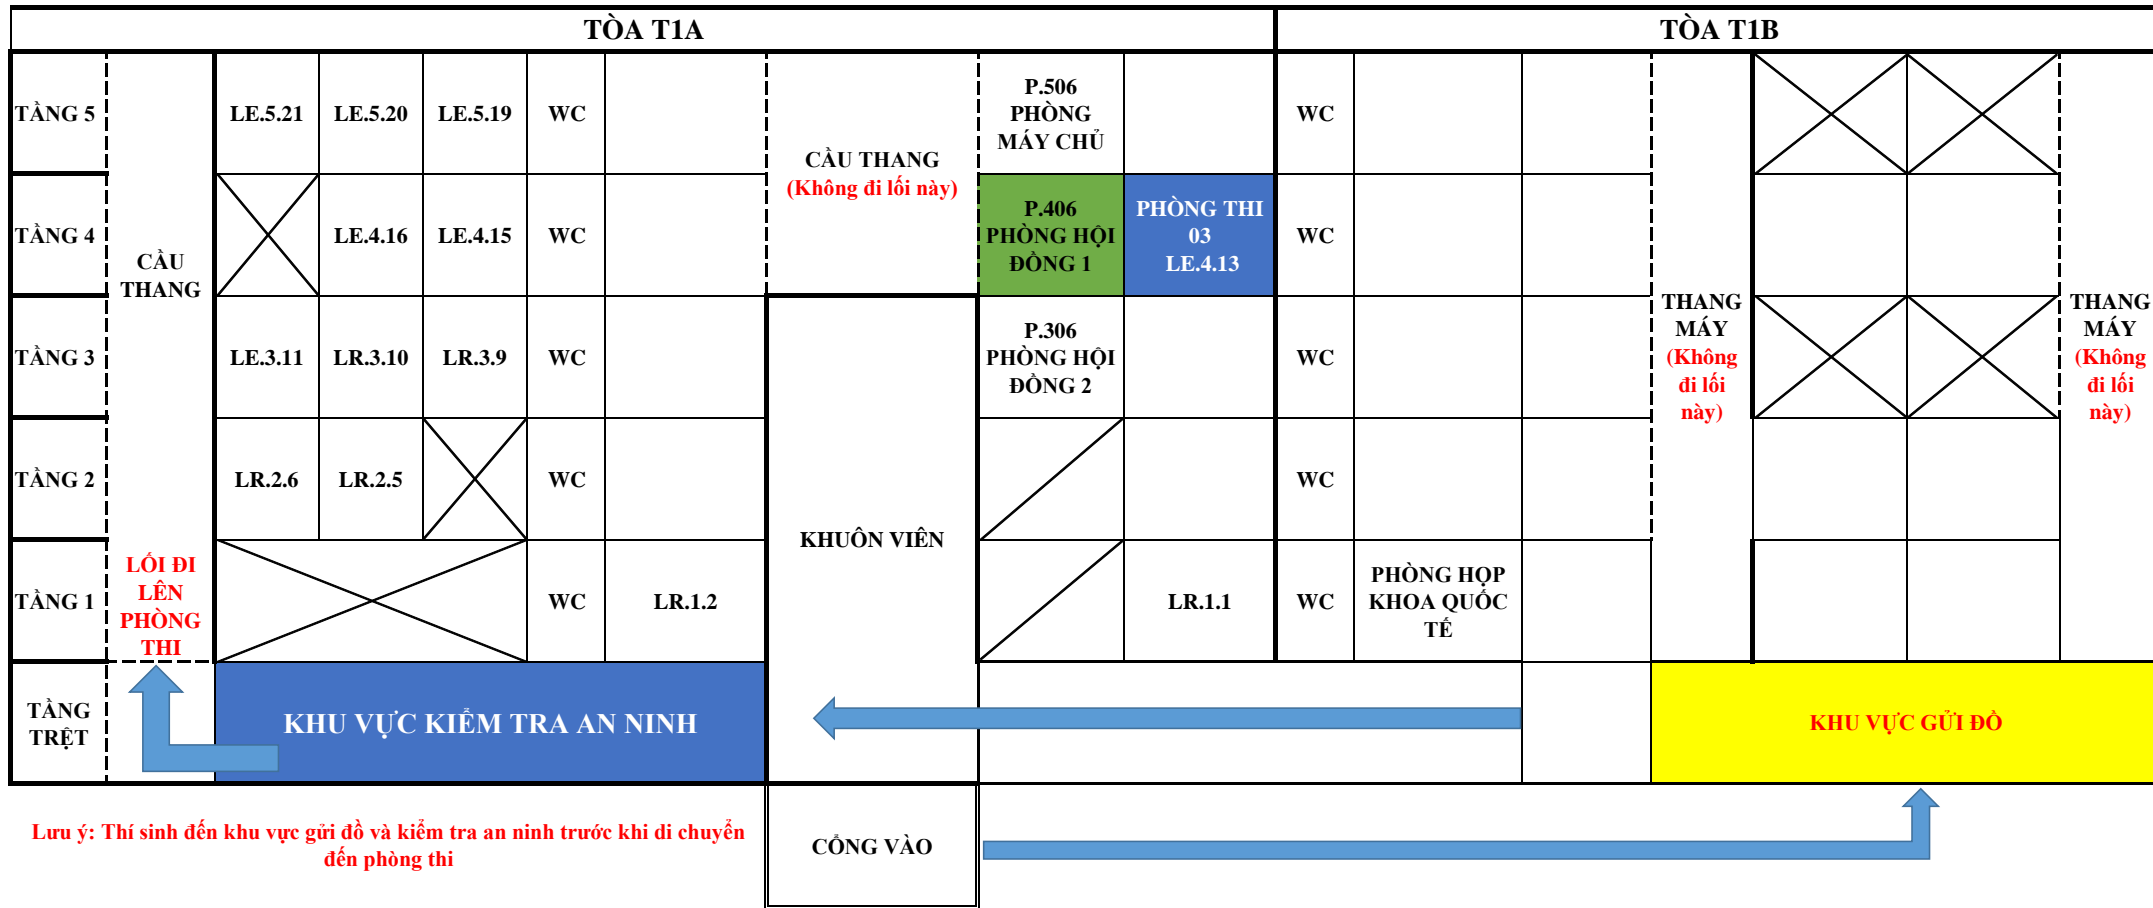 TÒA T1A
TÒA T1B
TẦNG 5
LE.5.21
LE.5.20
LE.5.19
WC
P.506
PHÒNG
MÁY CHỦ
WC
CẦU THANG
(Không đi lối này)
TẦNG 4
LE.4.16
LE.4.15
WC
P.406
PHÒNG HỘI
ĐỒNG 1
PHÒNG THI
03
LE.4.13
WC
CẦU
THANG
TẦNG 3
LE.3.11
LR.3.10
LR.3.9
WC
P.306
PHÒNG HỘI
ĐỒNG 2
WC
THANG
MÁY
(Không
đi lối
này)
THANG
MÁY
(Không
đi lối
này)
TẦNG 2
LR.2.6
LR.2.5
WC
WC
KHUÔN VIÊN
TẦNG 1
LỐI ĐI
LÊN
PHÒNG
THI
WC
LR.1.2
LR.1.1
WC
PHÒNG HỌP
KHOA QUỐC
TẾ
TẦNG
TRỆT
KHU VỰC KIỂM TRA AN NINH
KHU VỰC GỬI ĐỒ
Lưu ý: Thí sinh đến khu vực gửi đồ và kiểm tra an ninh trước khi di chuyển
đến phòng thi
CỔNG VÀO